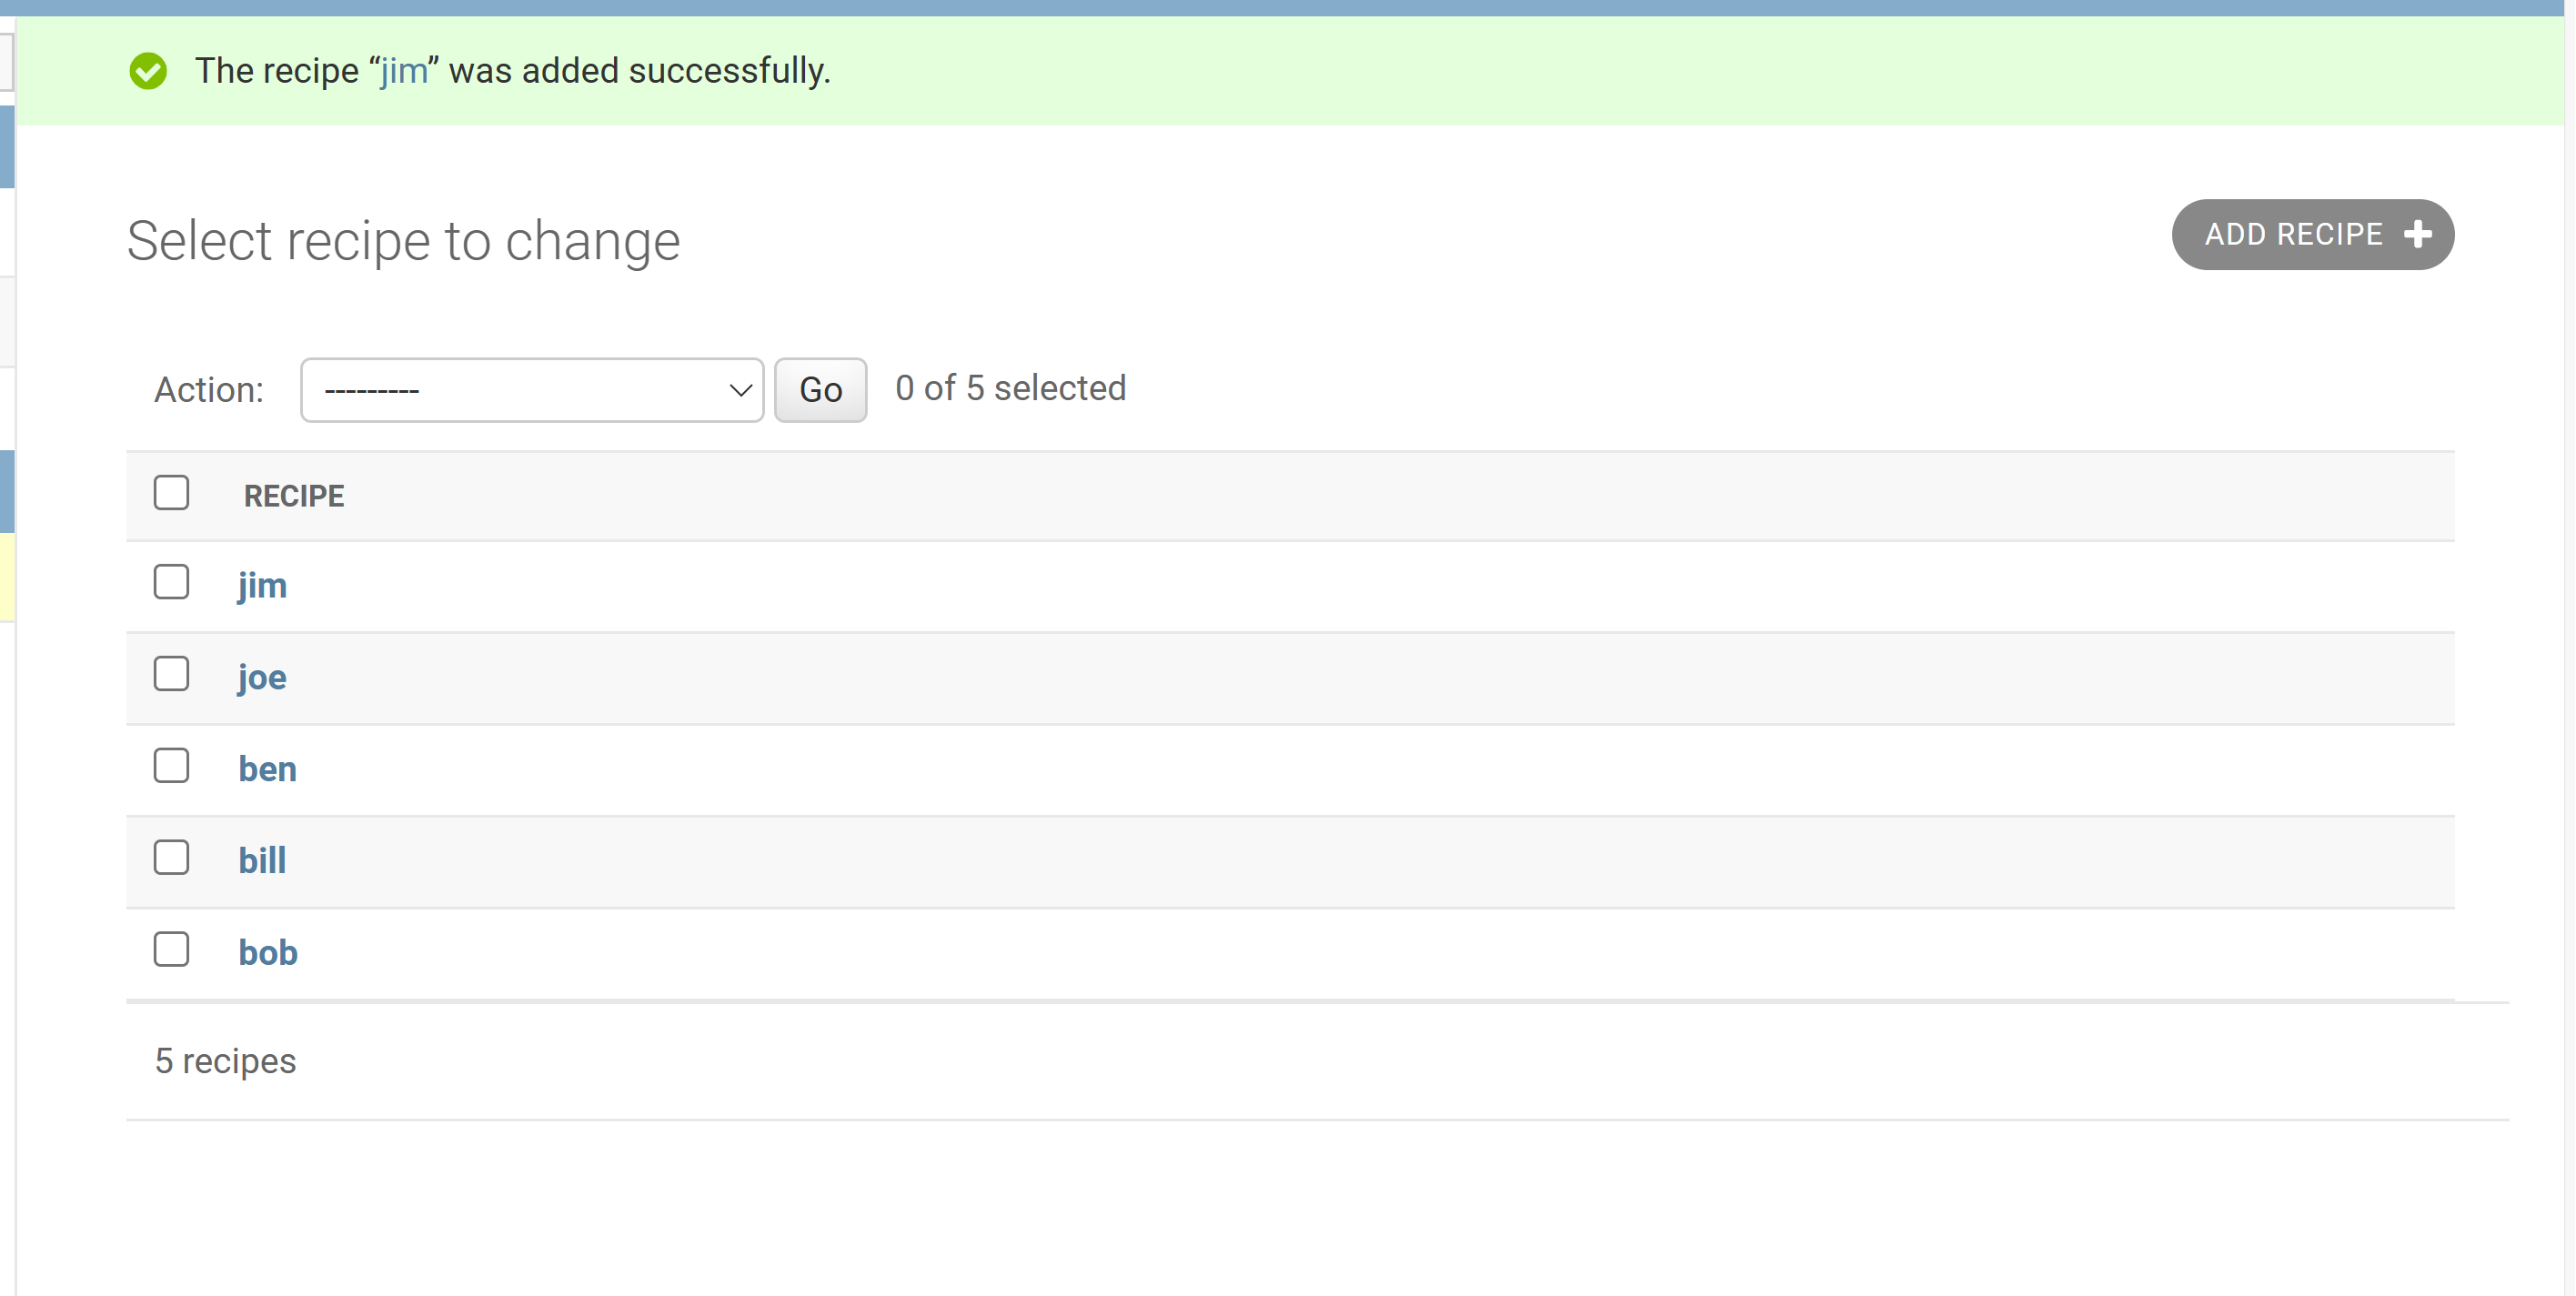 The recipe “jim” was added successfully.
Select recipe to change
ADD RECIPE
Action: --------- Go 0 of 5 selected
RECIPE
jim
joe
ben
bill
bob
5 recipes